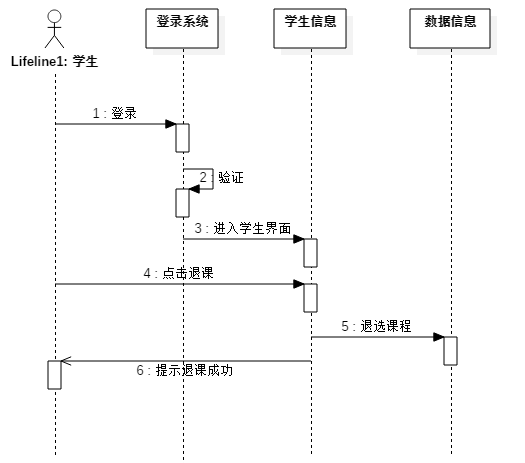 登录系统
学生信息
数据信息
Lifeline1: 学生
1 : 登录
2 : 验证
3 : 进入学生界面
4 : 点击退课
5 : 退选课程
6 : 提示退课成功